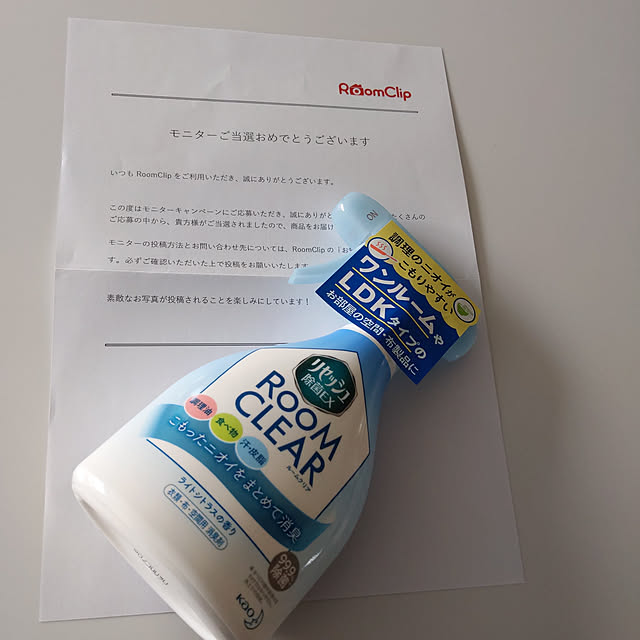 RoomClip
モニターご当選おめでとうございます
いつも RoomClip をご利用いただき、誠にありがとうございます。
この度はモニターキャンペーンにご応募いただき、誠にありがと
たくさんの
ご応募の中から、貴方様がご当選されましたので、商品をお届け
モニターの投稿方法とお問い合わせ先については、RoomClip の「お
す。必ずご確認いただいた上で投稿をお願いいたします
素敵なお写真が投稿されることを楽しみにしています！
ON
調理のニオイが
こもりやすい
ワンルームや
LDKタイプの
お部屋の空間・布製品に
リセッシュ
除菌EX
ROOM
CLEAR
ルームクリア
調理油
食べ物
汗・皮脂
こもったニオイをまとめて消臭
ライトシトラスの香り
衣類・布・空間用 消臭剤
99.9%
除菌
Kao